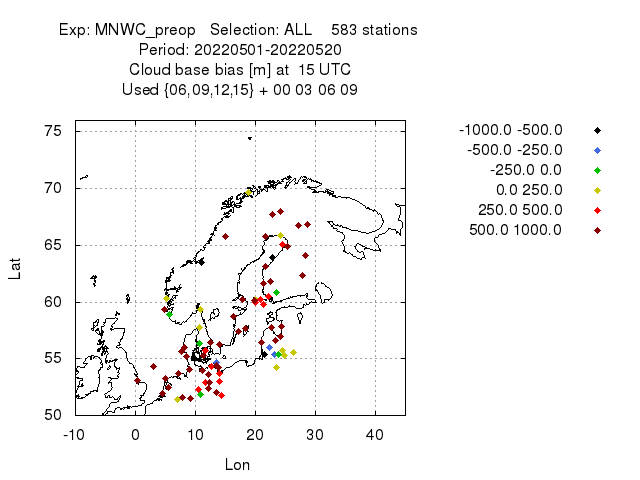 Exp: MNWC_preop   Selection: ALL    583 stations
Period: 20220501-20220520
Cloud base bias [m] at  15 UTC
Used {06,09,12,15} + 00 03 06 09
-1000.0 -500.0
-500.0 -250.0
-250.0 0.0
0.0 250.0
250.0 500.0
500.0 1000.0
75
70
65
60
55
50
Lat
-10 0 10 20 30 40
Lon